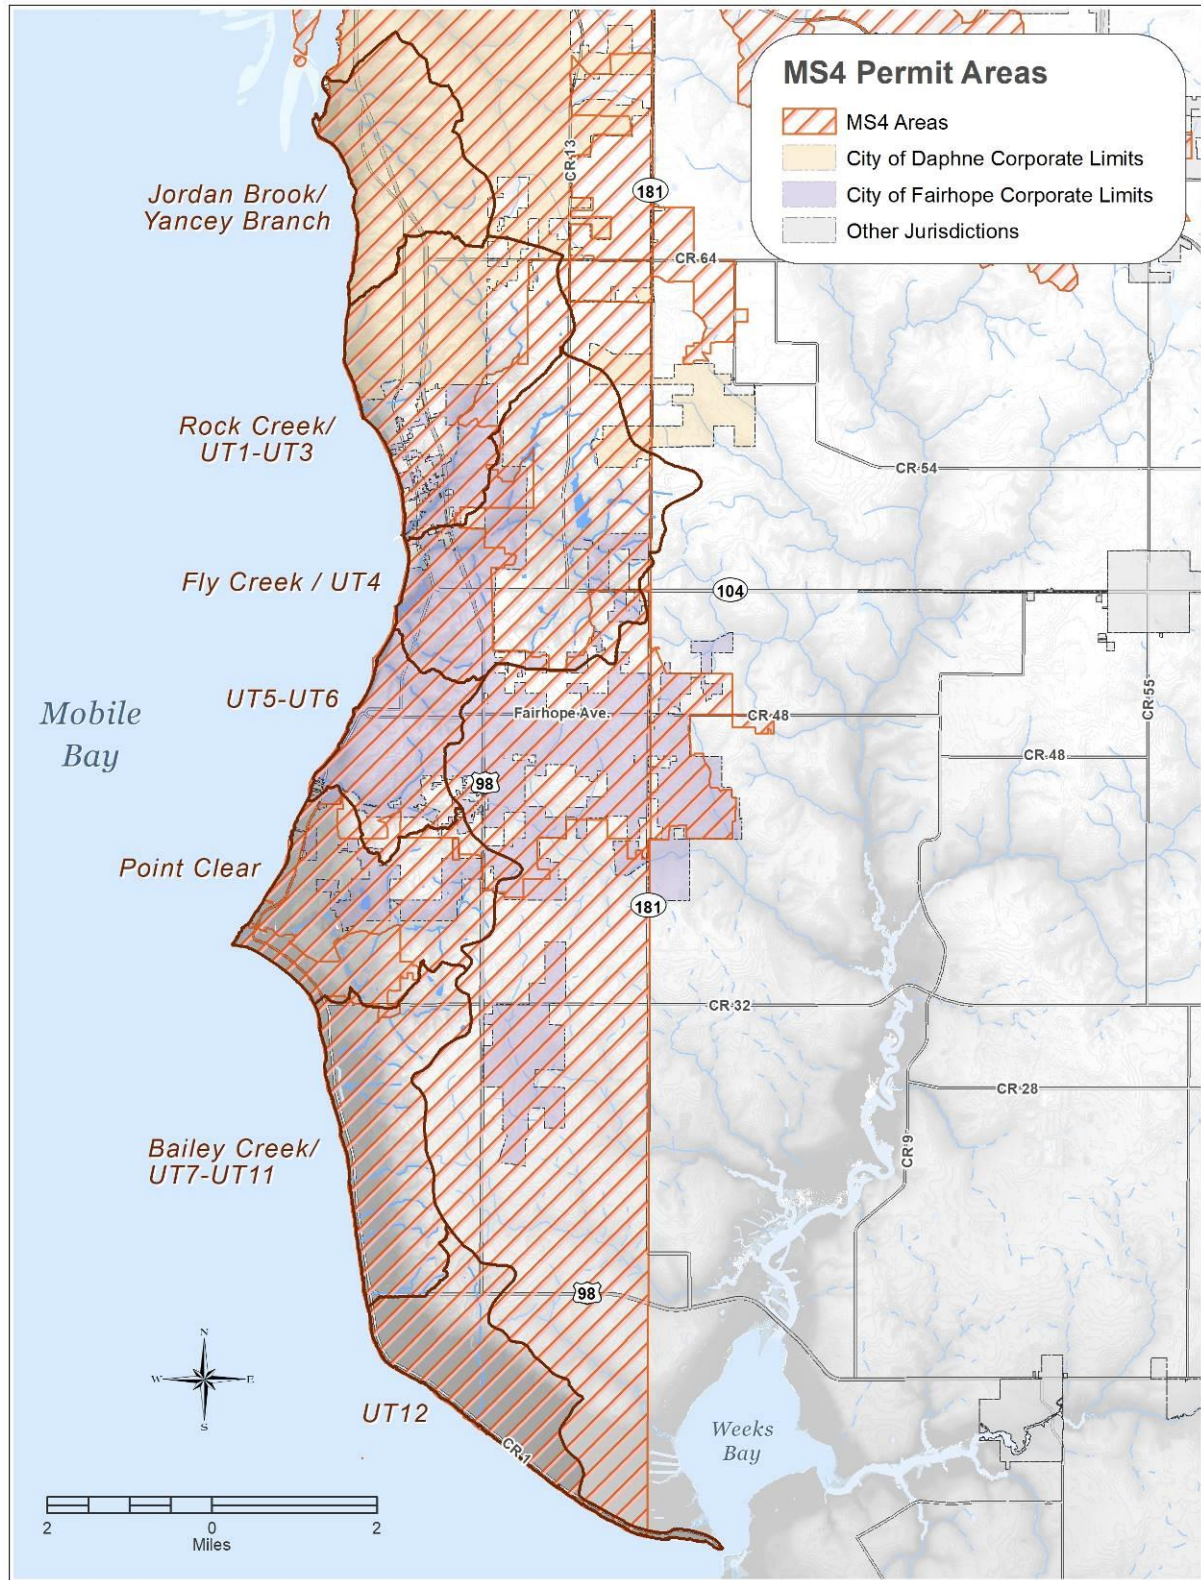 MS4 Permit Areas
MS4 Areas
City of Daphne Corporate Limits
City of Fairhope Corporate Limits
Other Jurisdictions
CR 13
181
Jordan Brook/
Yancey Branch
CR 64
Rock Creek/
UT1-UT3
CR 54
Fly Creek / UT4
104
UT5-UT6
Mobile
Bay
Fairhope Ave.
CR 48
CR 55
CR 48
98
Point Clear
181
CR 32
CR 28
Bailey Creek/
UT7-UT11
CR 9
98
N
W
E
S
UT12
CR 1
Weeks
Bay
2
0
2
Miles